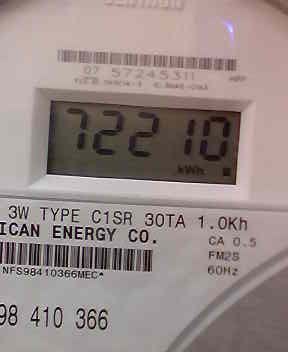 CENTRON
07 57245311
72210
kWh
3W TYPE C1SR 30TA 1.0Kh
ICAN ENERGY CO.
CA 0.5
NFS98410366MEC*
FM2S
60Hz
98 410 366